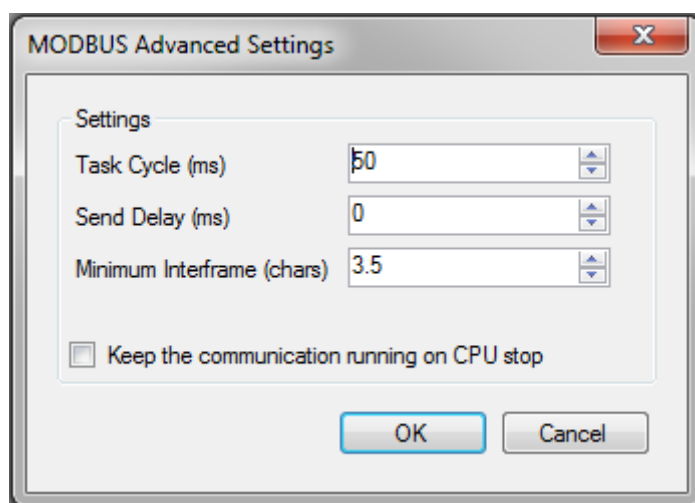 MODBUS Advanced Settings
Settings
Task Cycle (ms) 50
Send Delay (ms) 0
Minimum Interframe (chars) 3.5
Keep the communication running on CPU stop
OK Cancel